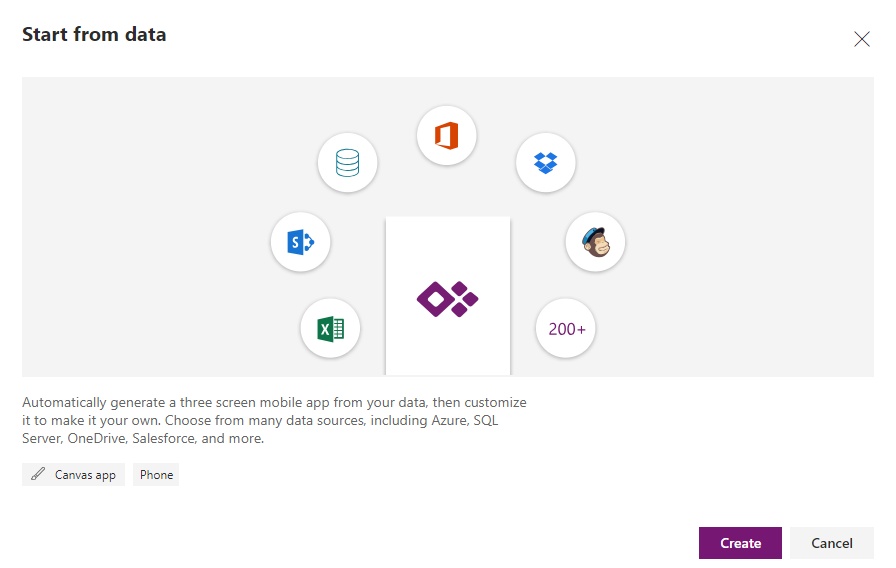 Start from data
S
X
200+
Automatically generate a three screen mobile app from your data, then customize
it to make it your own. Choose from many data sources, including Azure, SQL
Server, OneDrive, Salesforce, and more.
Canvas app
Phone
Create
Cancel